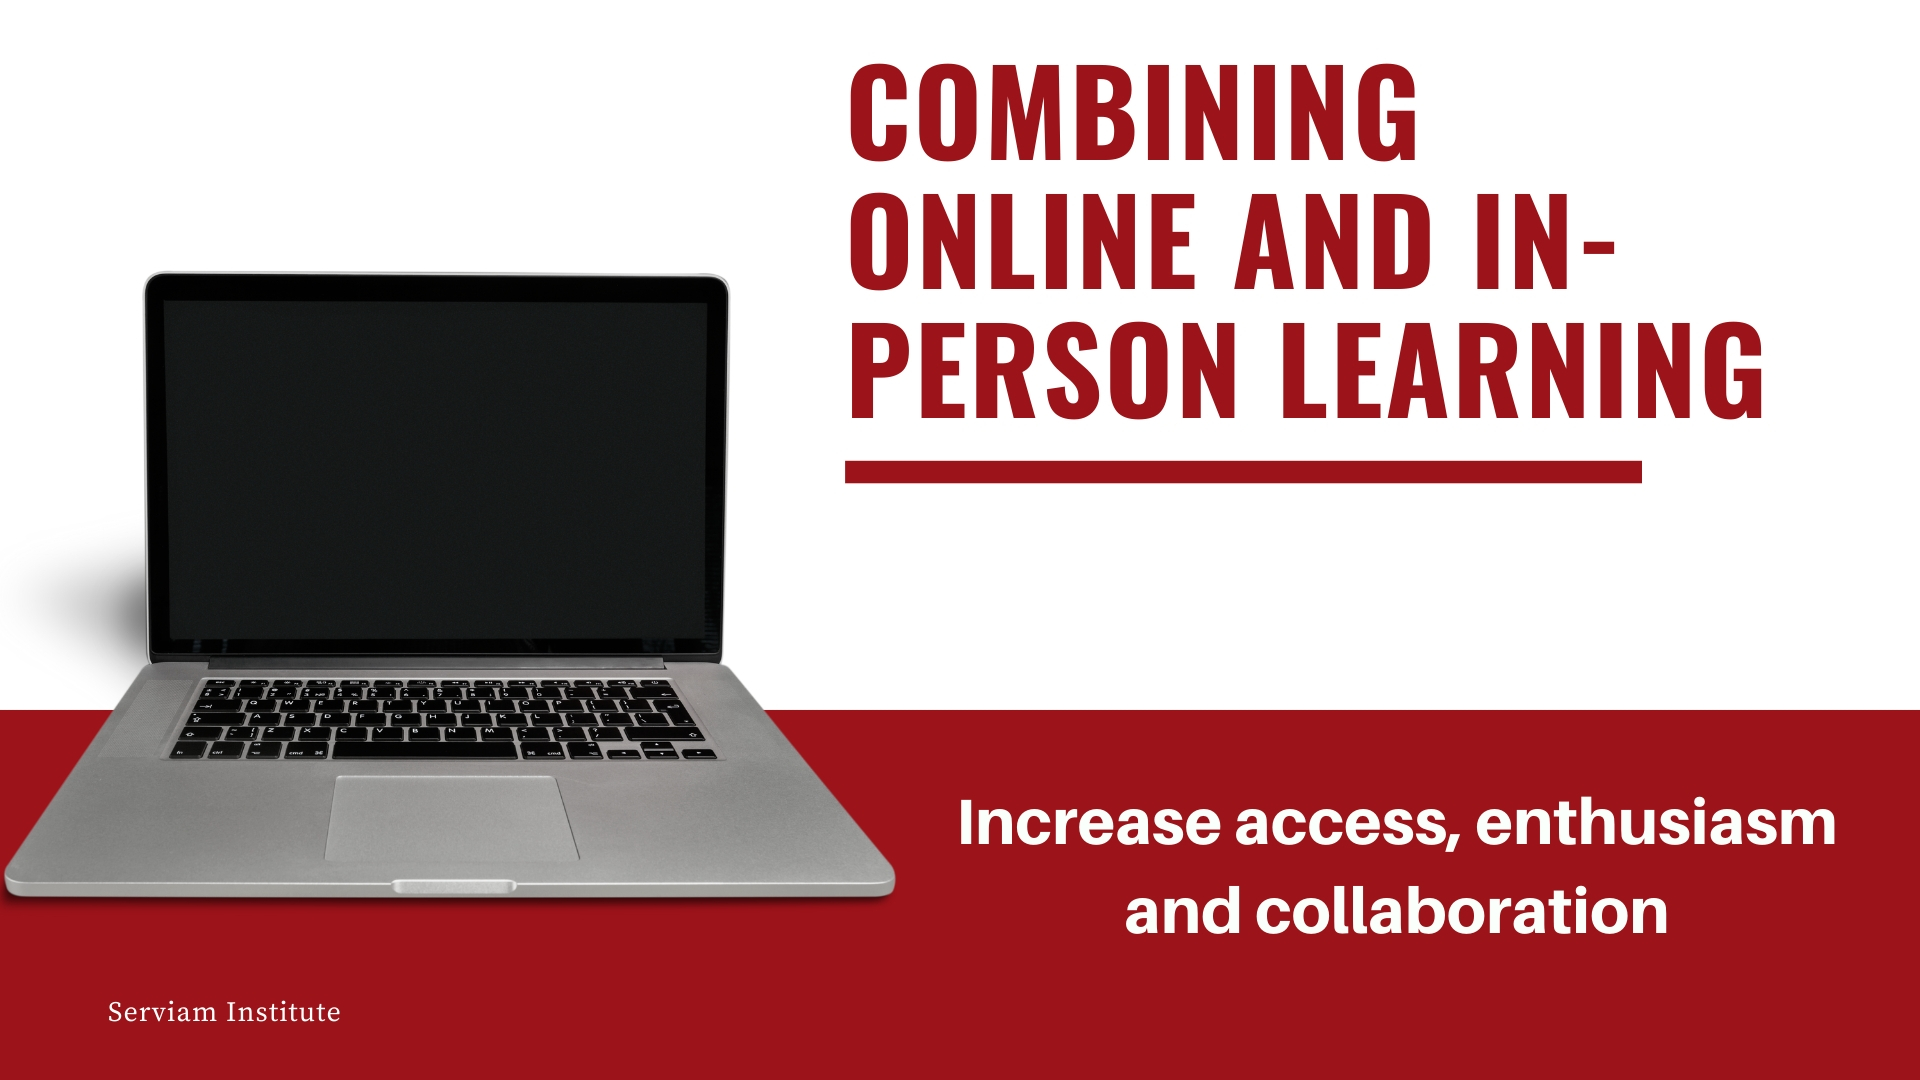 COMBINING
ONLINE AND IN-
PERSON LEARNING
Increase access, enthusiasm
and collaboration
Serviam Institute